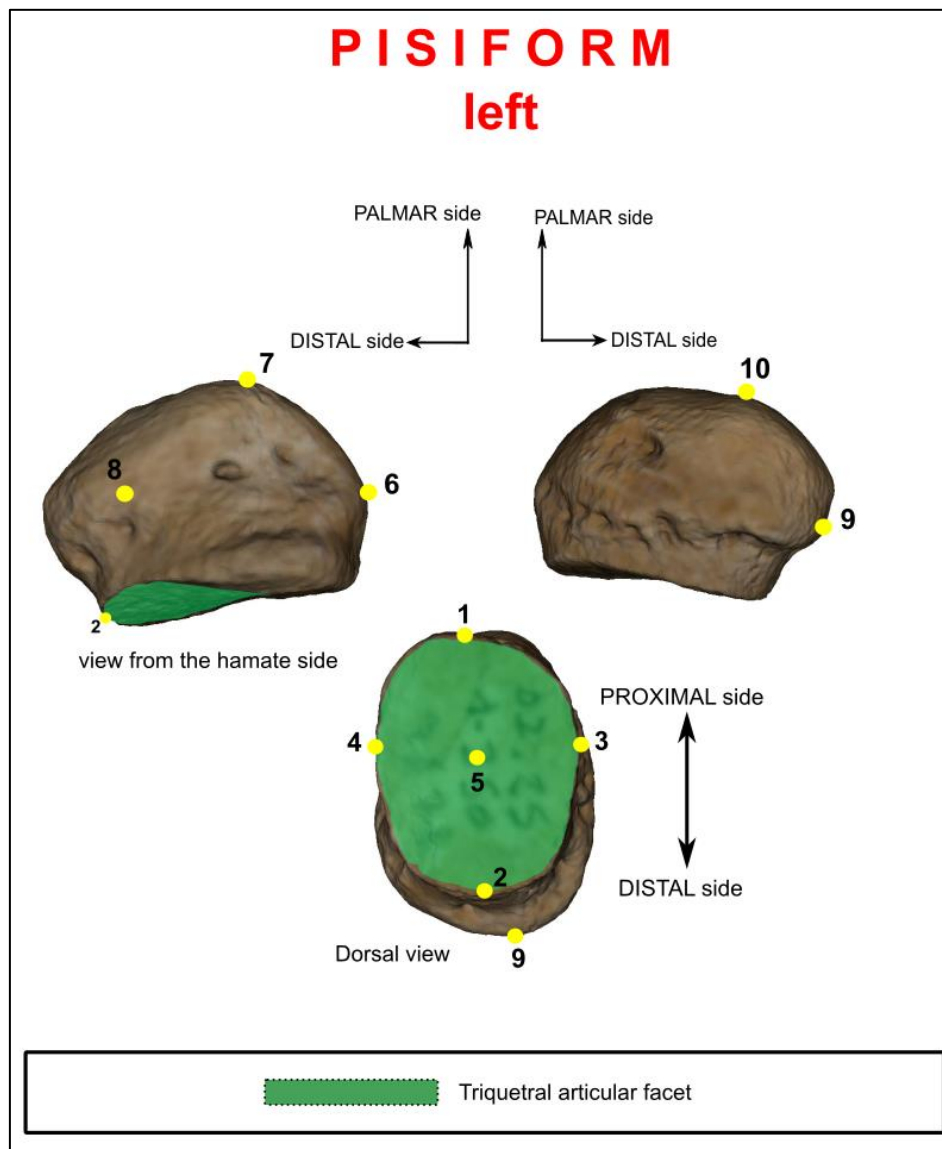 PISIFORM
left
PALMAR side
PALMAR side
DISTAL side
DISTAL side
7
10
8
6
9
2
1
view from the hamate side
PROXIMAL side
4
3
5
2
DISTAL side
Dorsal view
9
Triquetral articular facet